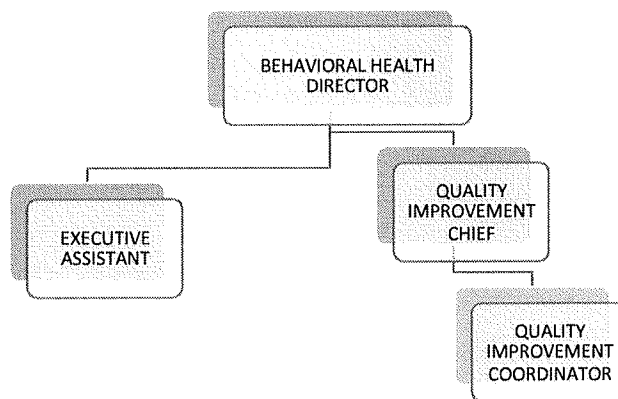 BEHAVIORAL HEALTH
DIRECTOR
EXECUTIVE
ASSISTANT
QUALITY
IMPROVEMENT
CHIEF
QUALITY
IMPROVEMENT
COORDINATOR